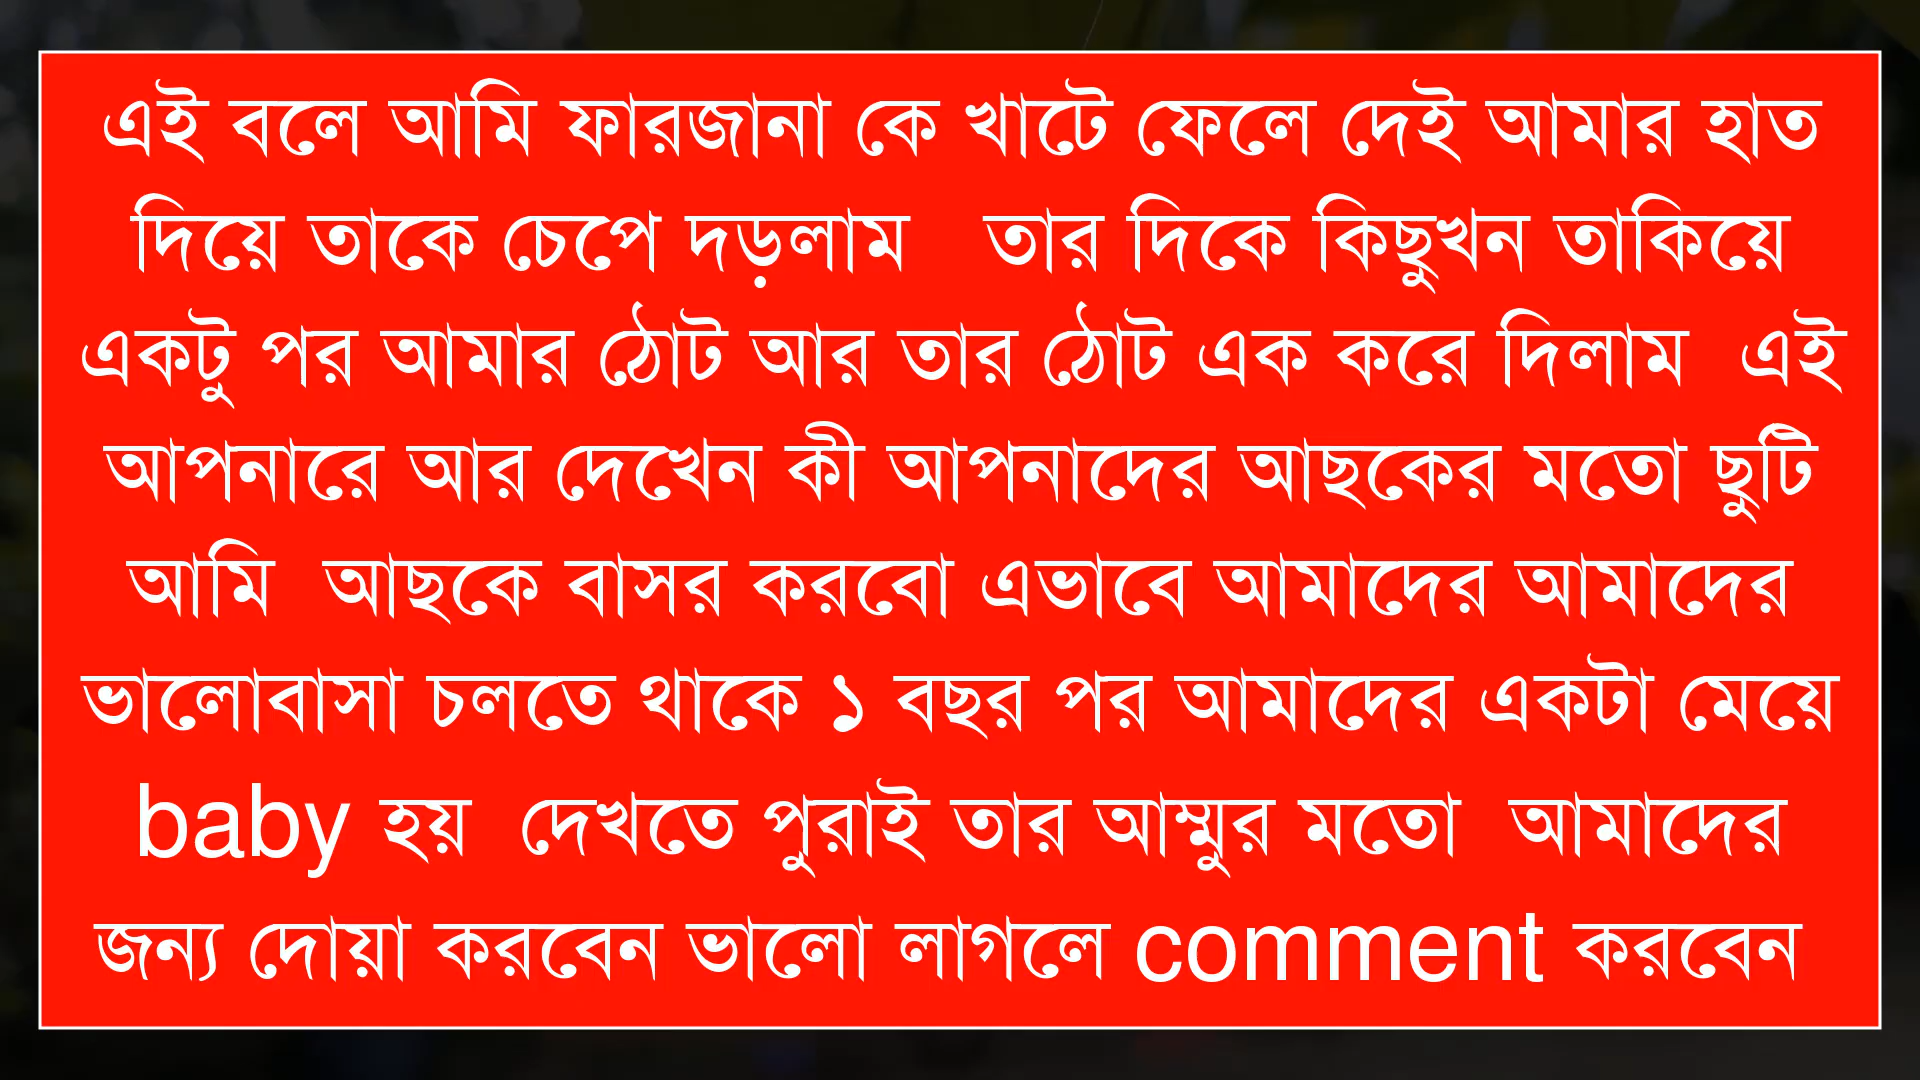 এই বলে আমি ফারজানা কে খাটে ফেলে দেই আমার হাত
দিয়ে তাকে চেপে দড়লাম তার দিকে কিছুখন তাকিয়ে
একটু পর আমার ঠোট আর তার ঠোট এক করে দিলাম এই
আপনারে আর দেখেন কী আপনাদের আছকের মতো ছুটি
আমি আছকে বাসর করবো এভাবে আমাদের আমাদের
ভালোবাসা চলতে থাকে ১ বছর পর আমাদের একটা মেয়ে
baby হয় দেখতে পুরাই তার আম্মুর মতো আমাদের
জন্য দোয়া করবেন ভালো লাগলে comment করবেন